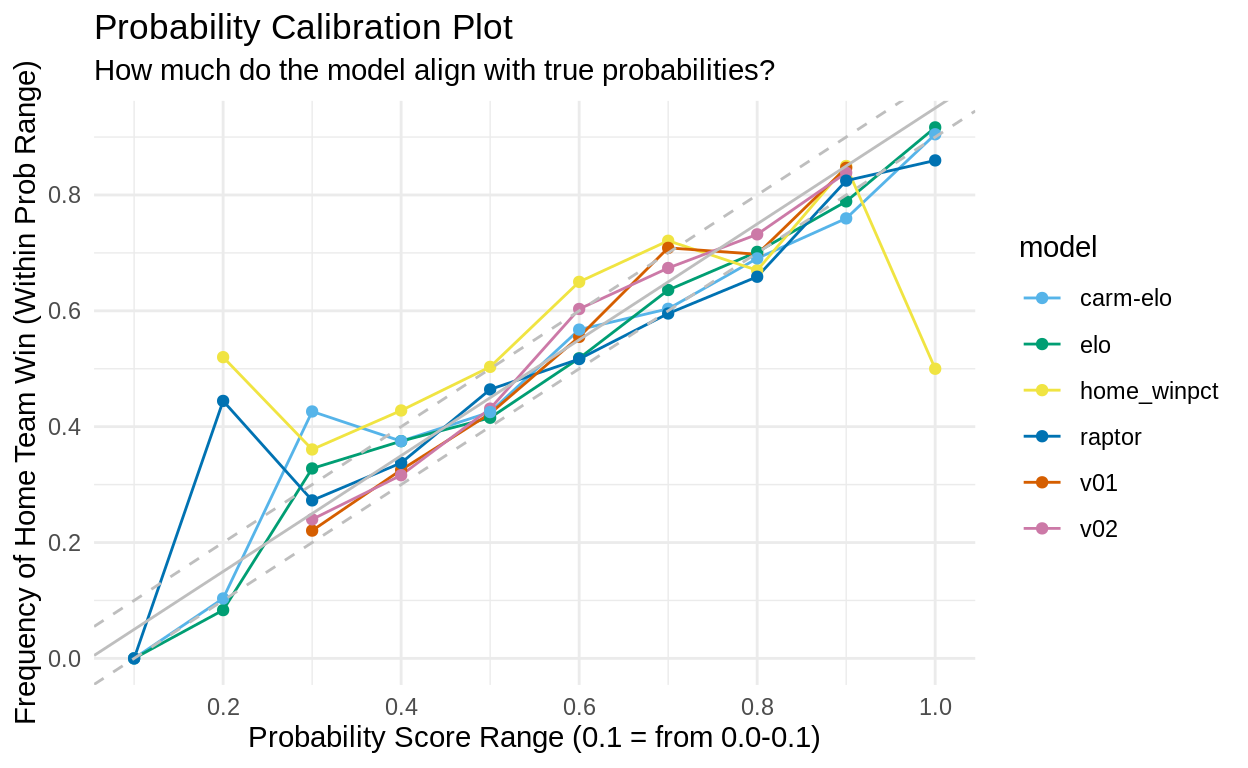 Probability Calibration Plot
How much do the model align with true probabilities?
Frequency of Home Team Win (Within Prob Range)
0.8
0.6
0.4
0.2
0.0
0.2
0.4
0.6
0.8
1.0
Probability Score Range (0.1 = from 0.0-0.1)
model
carm-elo
elo
home_winpct
raptor
v01
v02